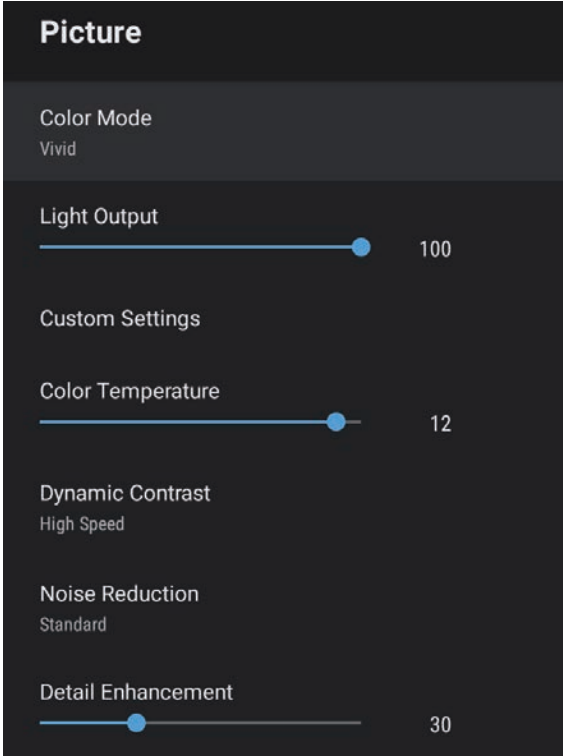 Picture
Color Mode
Vivid
Light Output
100
Custom Settings
Color Temperature
12
Dynamic Contrast
High Speed
Noise Reduction
Standard
Detail Enhancement
30